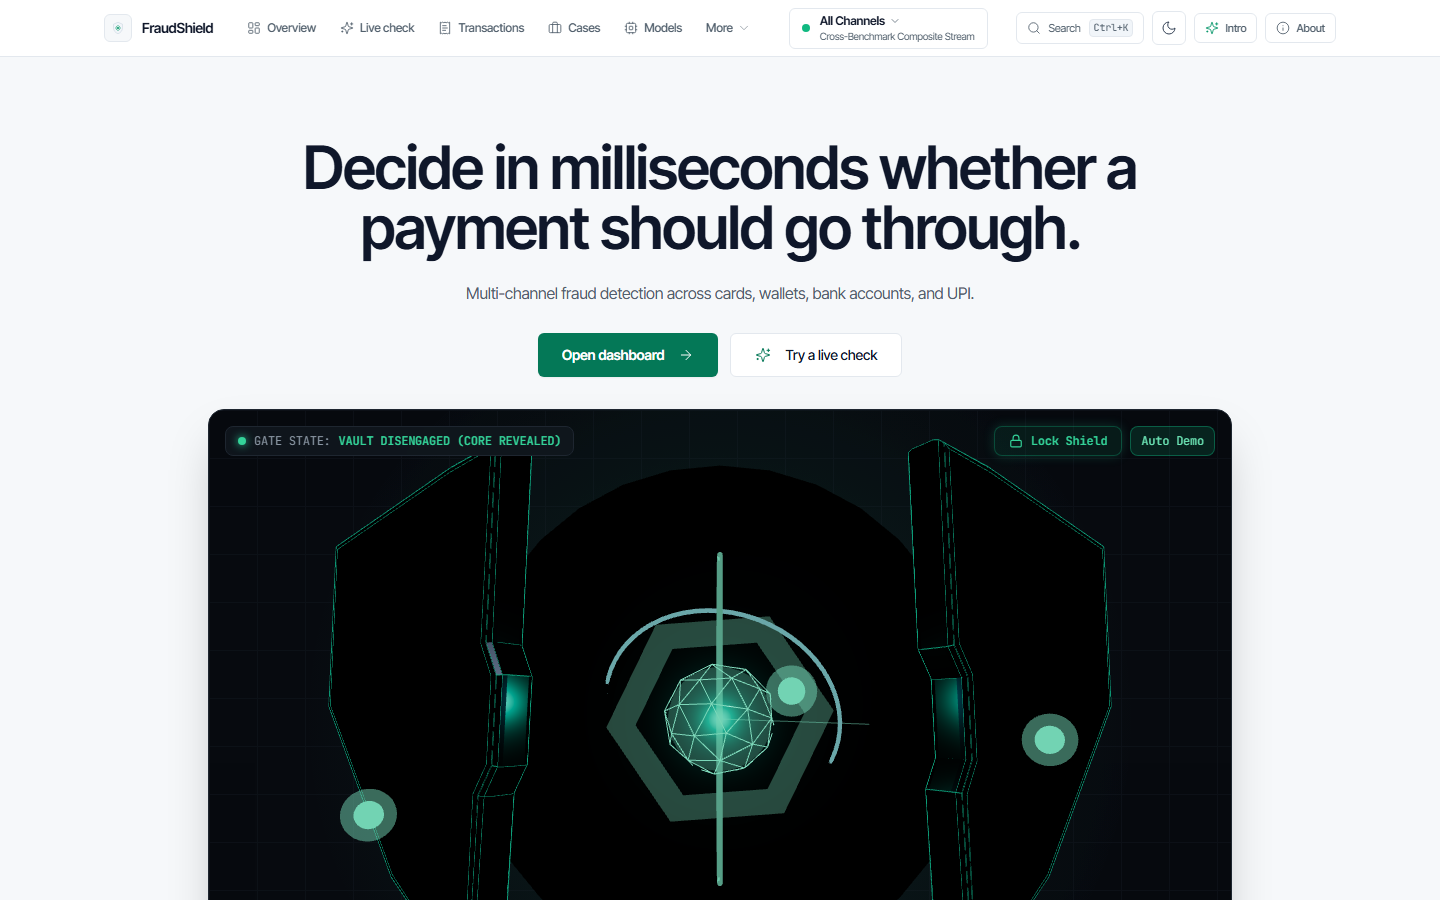 FraudShield
Overview
Live check
Transactions
Cases
Models
More
All Channels
Cross-Benchmark Composite Stream
Search
Ctrl+K
Intro
About
Decide in milliseconds whether a
payment should go through.
Multi-channel fraud detection across cards, wallets, bank accounts, and UPI.
Open dashboard
Try a live check
GATE STATE: VAULT DISENGAGED (CORE REVEALED)
Lock Shield
Auto Demo